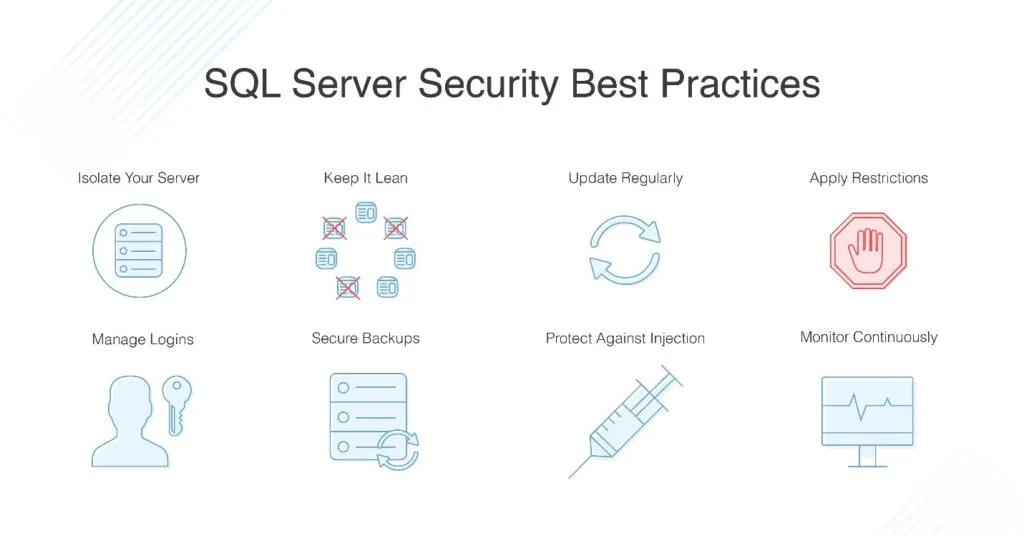 SQL Server Security Best Practices
Isolate Your Server
Keep It Lean
Update Regularly
Apply Restrictions
Manage Logins
Secure Backups
Protect Against Injection
Monitor Continuously